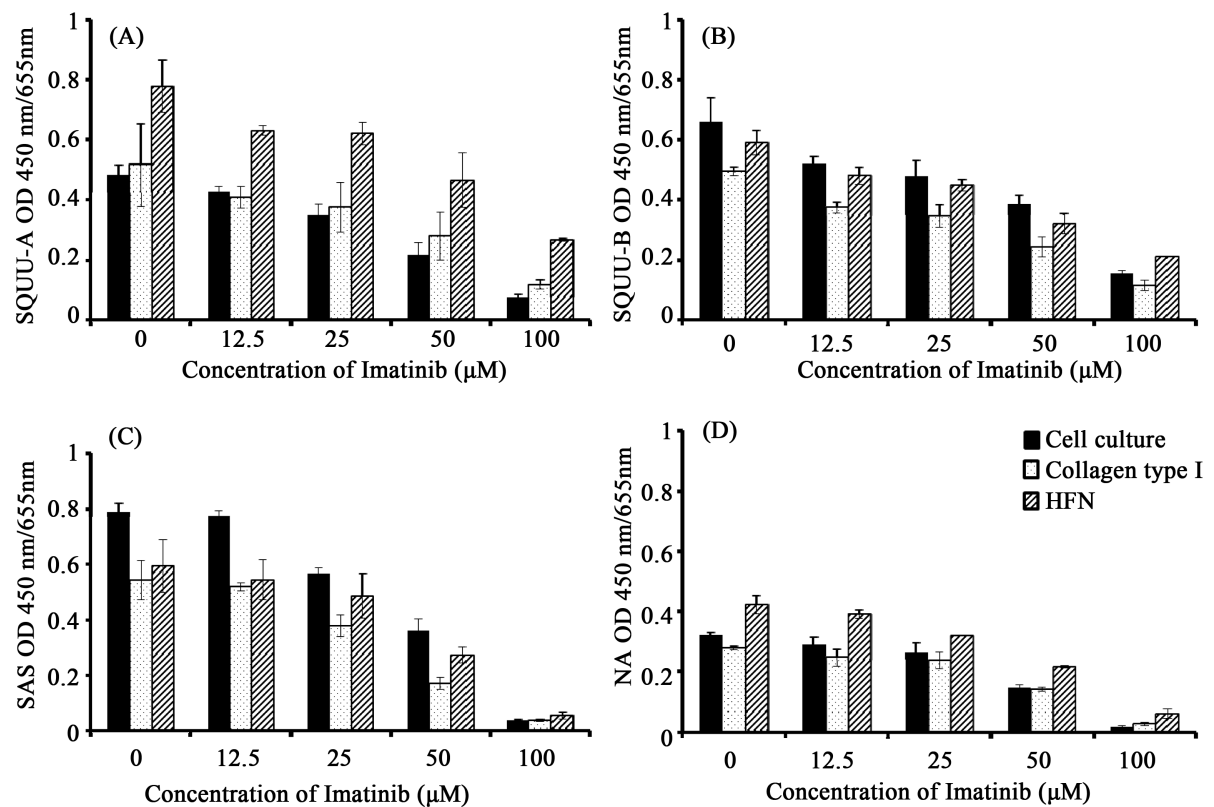 (A)
SQUU-A OD 450 nm/655nm
1
0.8
0.6
0.4
0.2
0
0 12.5 25 50 100
Concentration of Imatinib (μM)
(B)
SQUU-B OD 450 nm/655nm
1
0.8
0.6
0.4
0.2
0
0 12.5 25 50 100
Concentration of Imatinib (μM)
(C)
SAS OD 450 nm/655nm
1
0.8
0.6
0.4
0.2
0
0 12.5 25 50 100
Concentration of Imatinib (μM)
(D)
NA OD 450 nm/655nm
1
0.8
0.6
0.4
0.2
0
Cell culture
Collagen type I
HFN
0 12.5 25 50 100
Concentration of Imatinib (μM)